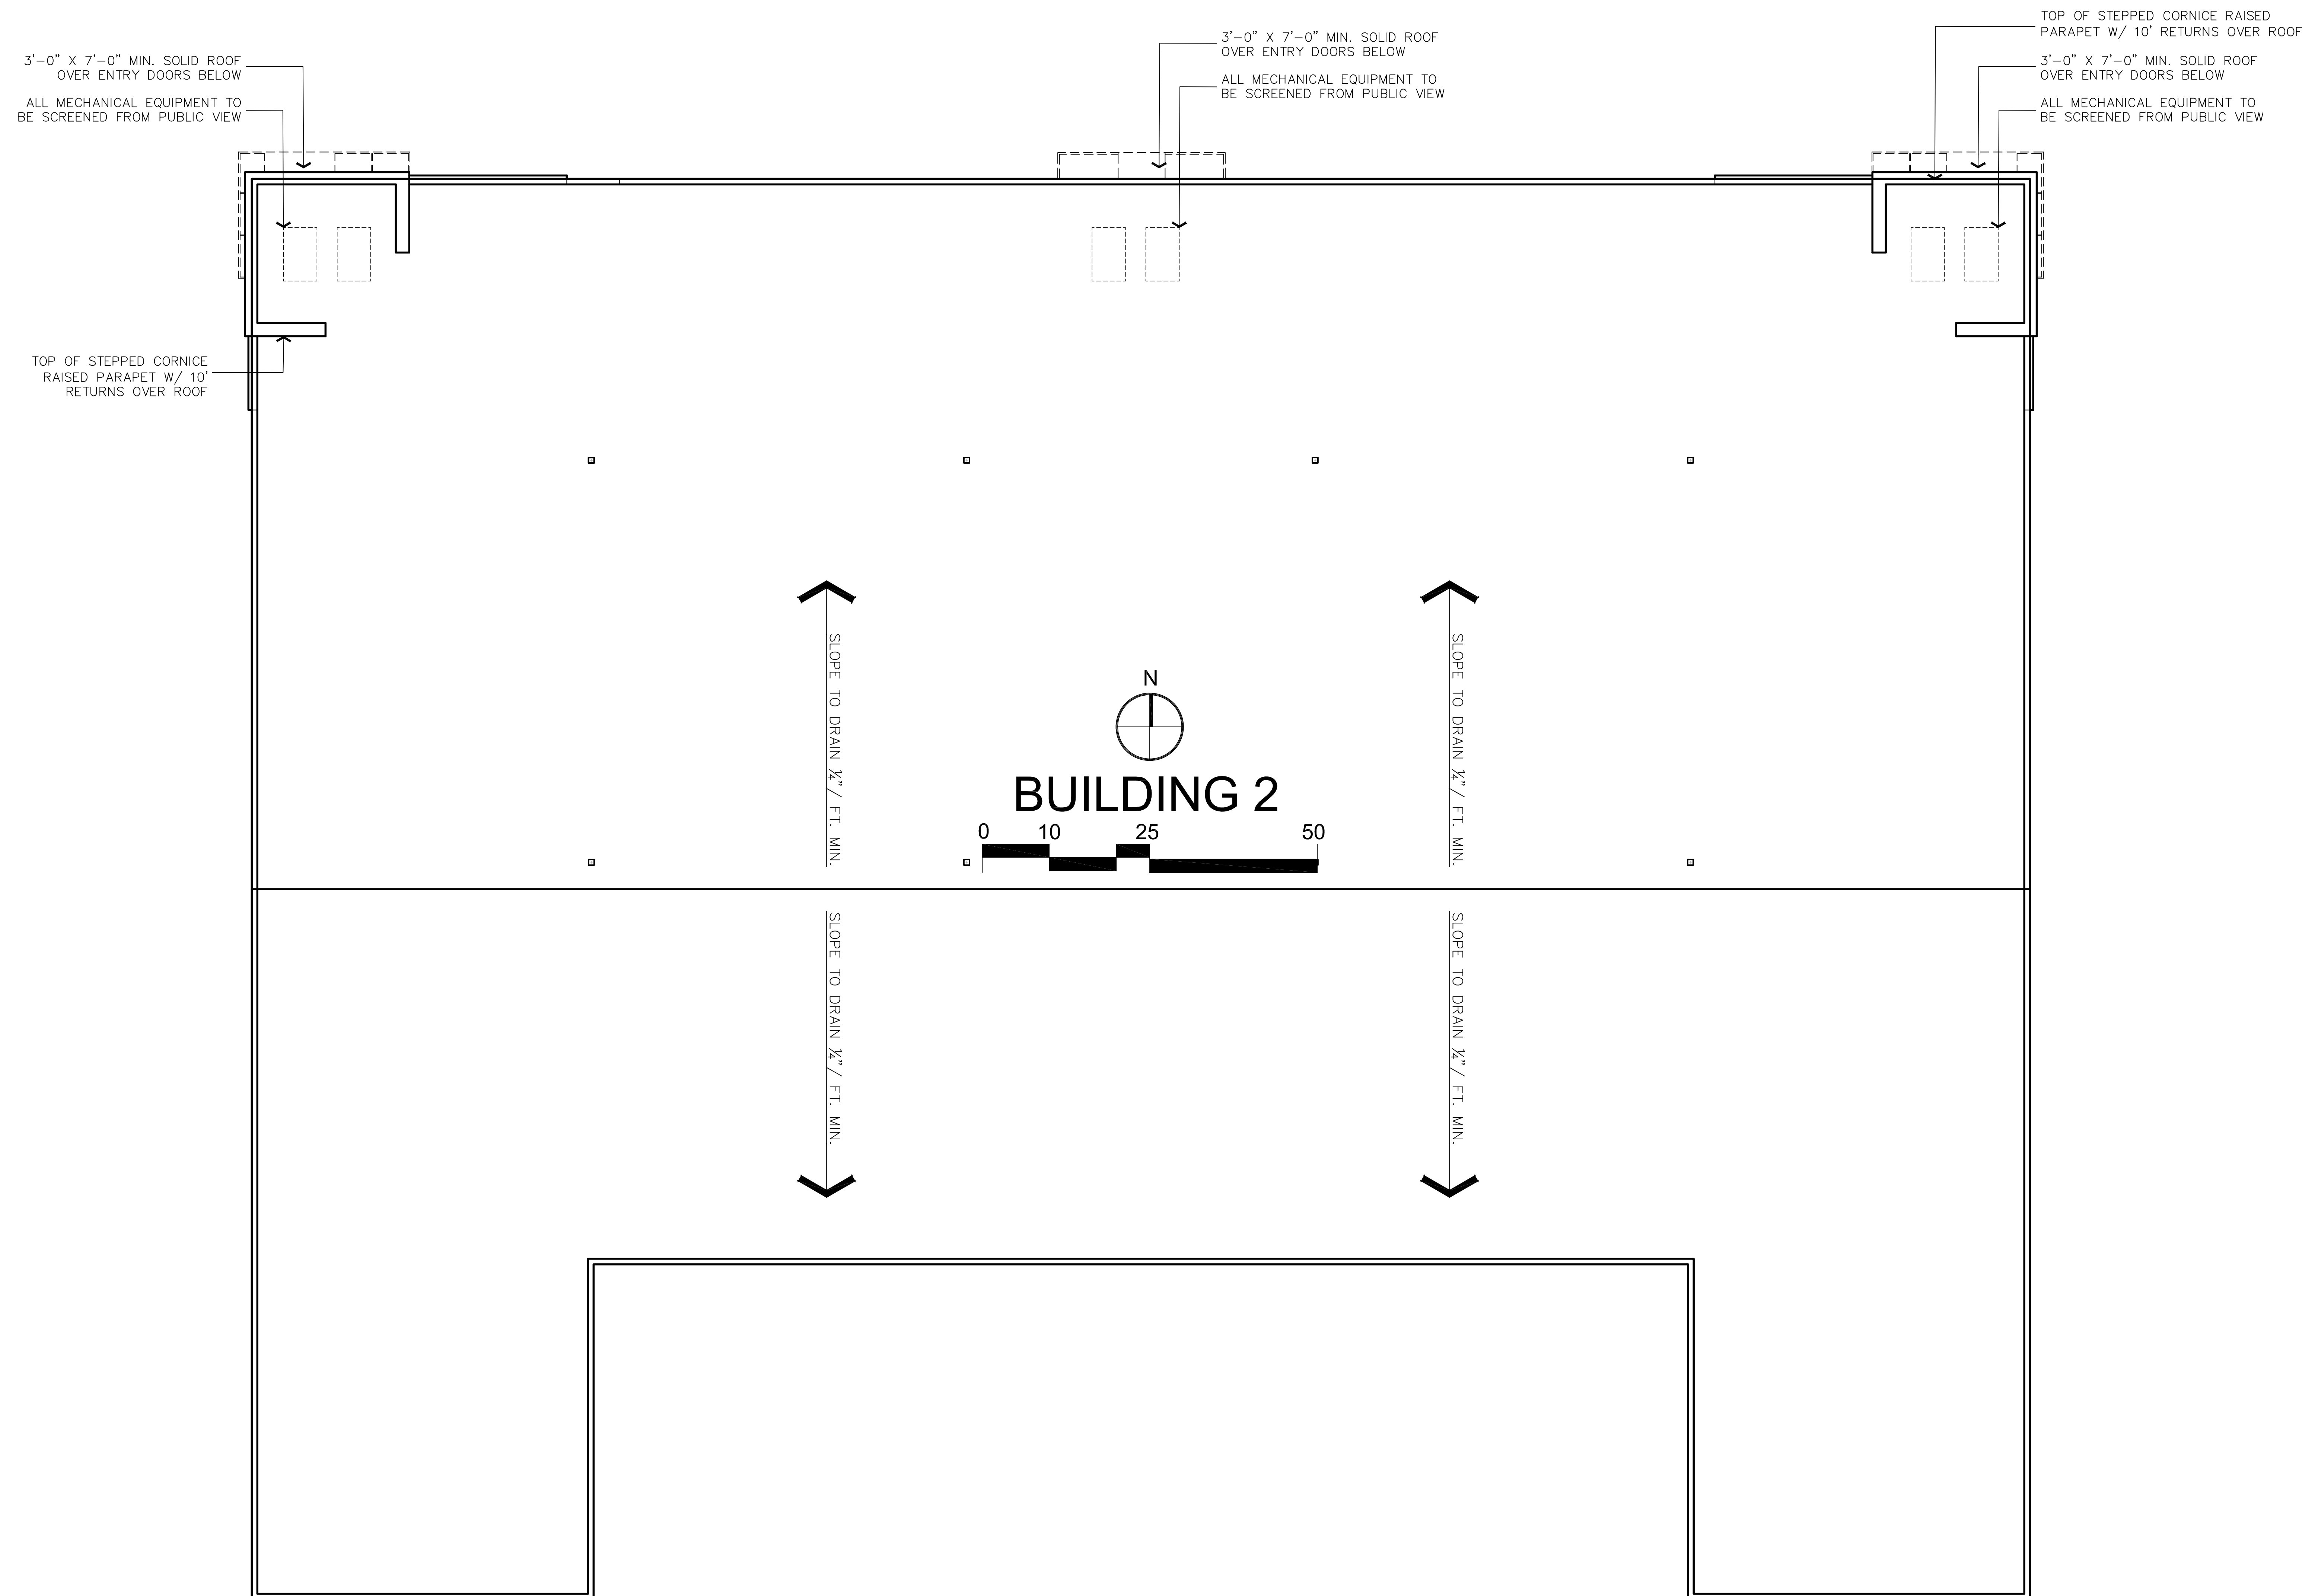 3'-0" X 7'-0" MIN. SOLID ROOF
OVER ENTRY DOORS BELOW
ALL MECHANICAL EQUIPMENT TO
BE SCREENED FROM PUBLIC VIEW
3'-0" X 7'-0" MIN. SOLID ROOF
OVER ENTRY DOORS BELOW
ALL MECHANICAL EQUIPMENT TO
BE SCREENED FROM PUBLIC VIEW
TOP OF STEPPED CORNICE RAISED
PARAPET W/ 10' RETURNS OVER ROOF
3'-0" X 7'-0" MIN. SOLID ROOF
OVER ENTRY DOORS BELOW
ALL MECHANICAL EQUIPMENT TO
BE SCREENED FROM PUBLIC VIEW
TOP OF STEPPED CORNICE
RAISED PARAPET W/ 10'
RETURNS OVER ROOF
SLOPE TO DRAIN ¼"/ FT. MIN.
SLOPE TO DRAIN ¼"/ FT. MIN.
N
BUILDING 2
0 10 25 50
SLOPE TO DRAIN ¼"/ FT. MIN.
SLOPE TO DRAIN ¼"/ FT. MIN.